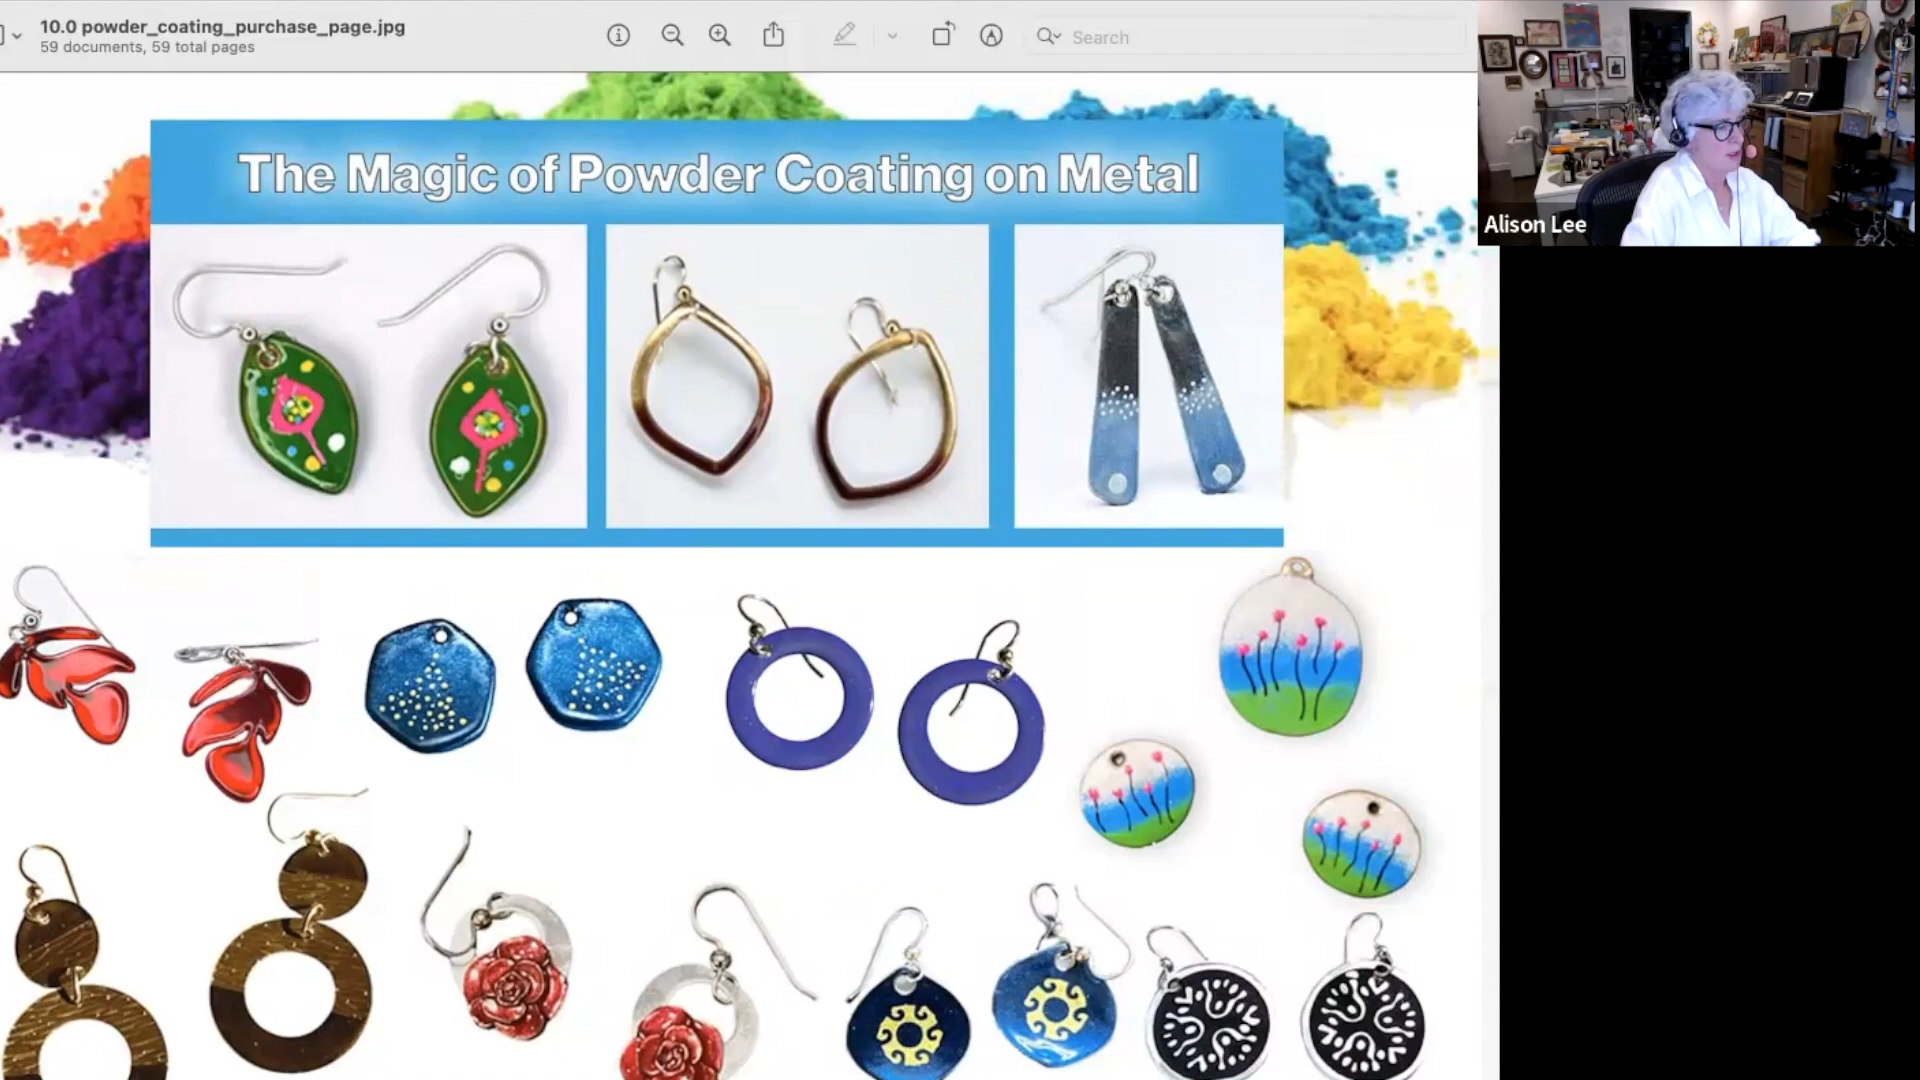 10.0 powder_coating_purchase_page.jpg
59 documents, 59 total pages
Search
The Magic of Powder Coating on Metal
Alison Lee